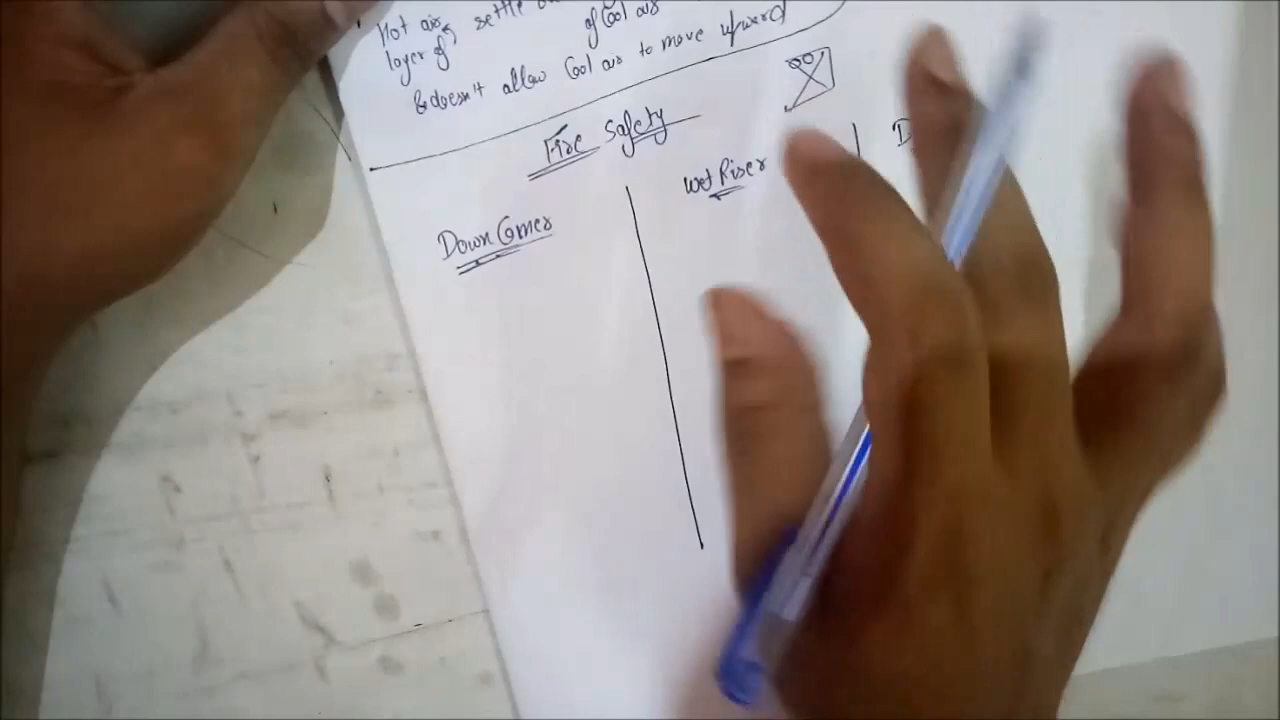 Hot air settle
layer of of Cool air
& doesn't allow Cool air to move upward
Fire Safety
Down Comer
Wet Riser
D